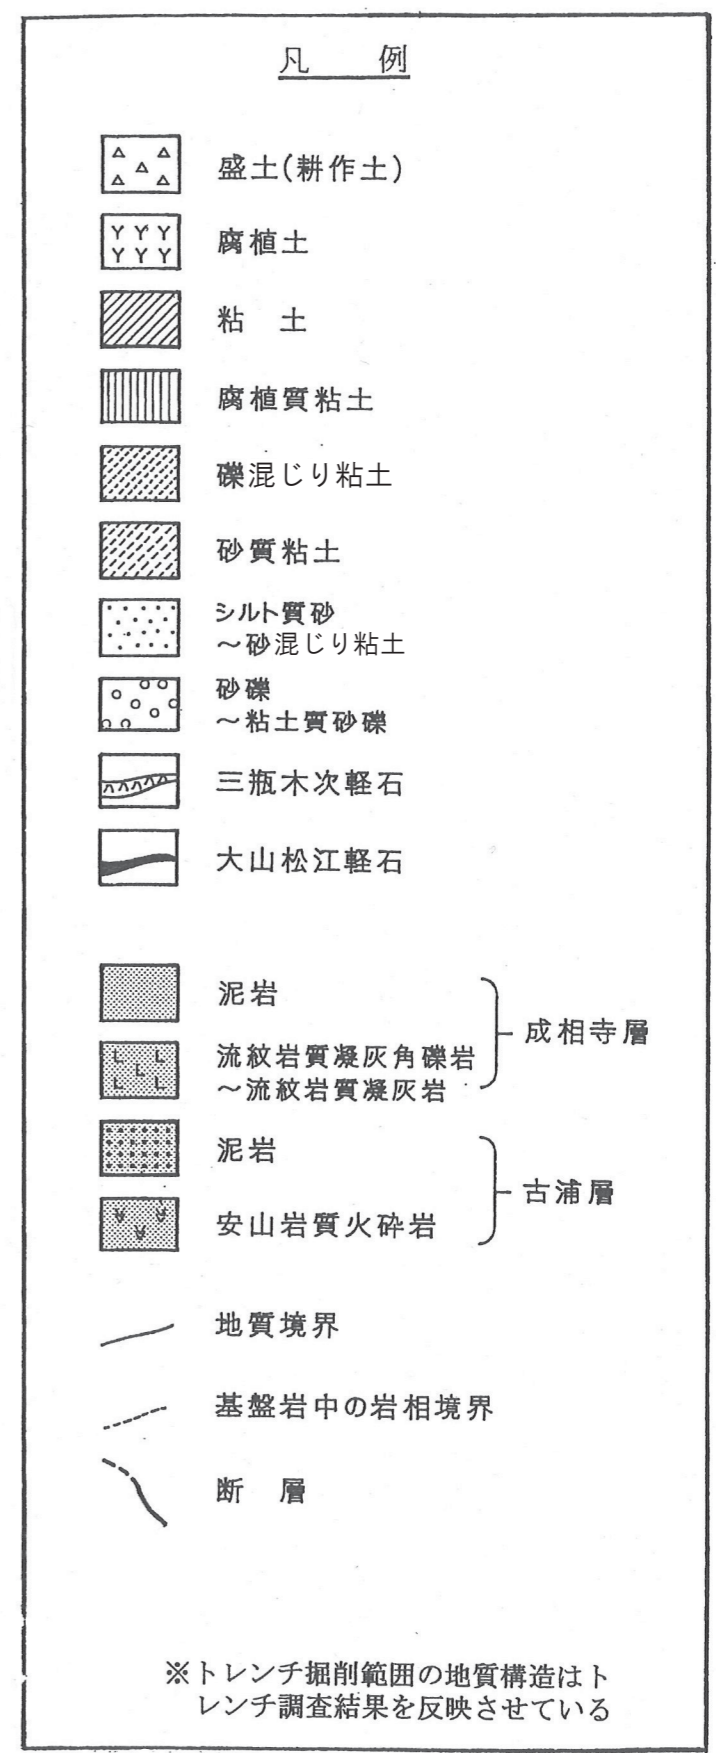 凡 例
盛土(耕作土)
腐植土
粘 土
腐植質粘土
礫混じり粘土
砂質粘土
シルト質砂
～砂混じり粘土
砂礫
～粘土質砂礫
三瓶木次軽石
大山松江軽石
泥岩
流紋岩質凝灰角礫岩
～流紋岩質凝灰岩
成相寺層
泥岩
安山岩質火砕岩
古浦層
地質境界
基盤岩中の岩相境界
断 層
※トレンチ掘削範囲の地質構造はト
レンチ調査結果を反映させている